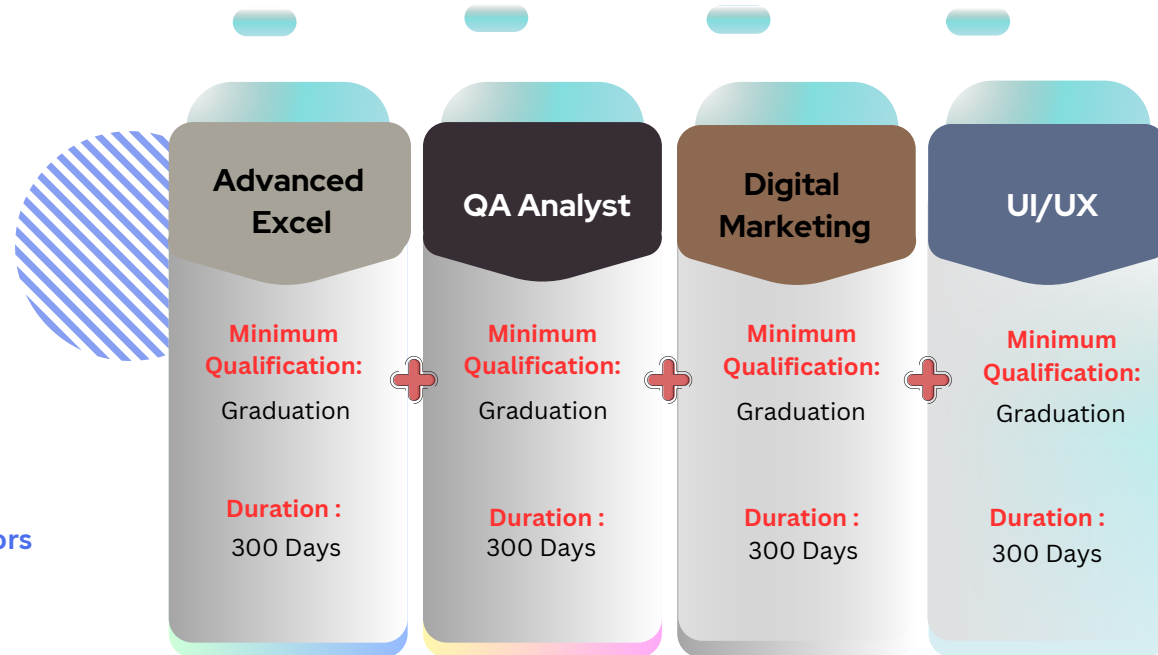 Advanced
Excel
Minimum
Qualification:
Graduation
Duration :
300 Days
QA Analyst
Minimum
Qualification:
Graduation
Duration :
300 Days
Digital
Marketing
Minimum
Qualification:
Graduation
Duration :
300 Days
UI/UX
Minimum
Qualification:
Graduation
Duration :
300 Days